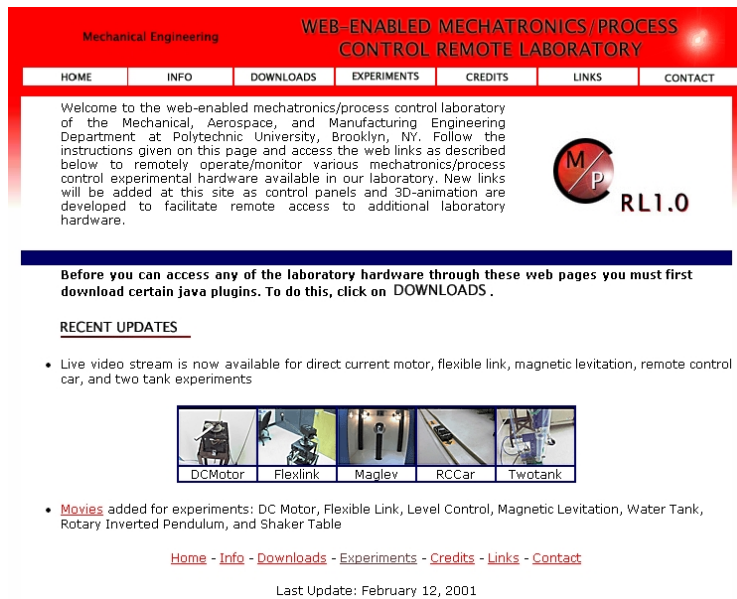 Mechanical Engineering
WEB-ENABLED MECHATRONICS/PROCESS
CONTROL REMOTE LABORATORY
HOME INFO DOWNLOADS EXPERIMENTS CREDITS LINKS CONTACT
Welcome to the web-enabled mechatronics/process control laboratory
of the Mechanical, Aerospace, and Manufacturing Engineering
Department at Polytechnic University, Brooklyn, NY. Follow the
instructions given on this page and access the web links as described
below to remotely operate/monitor various mechatronics/process
control experimental hardware available in our laboratory. New links
will be added at this site as control panels and 3D-animation are
developed to facilitate remote access to additional laboratory
hardware.
M/P
RL1.0
Before you can access any of the laboratory hardware through these web pages you must first
download certain java plugins. To do this, click on DOWNLOADS .
RECENT UPDATES
• Live video stream is now available for direct current motor, flexible link, magnetic levitation, remote control
car, and two tank experiments
DCMotor Flexlink Maglev RCCar Twotank
• Movies added for experiments: DC Motor, Flexible Link, Level Control, Magnetic Levitation, Water Tank,
Rotary Inverted Pendulum, and Shaker Table
Home - Info - Downloads - Experiments - Credits - Links - Contact
Last Update: February 12, 2001